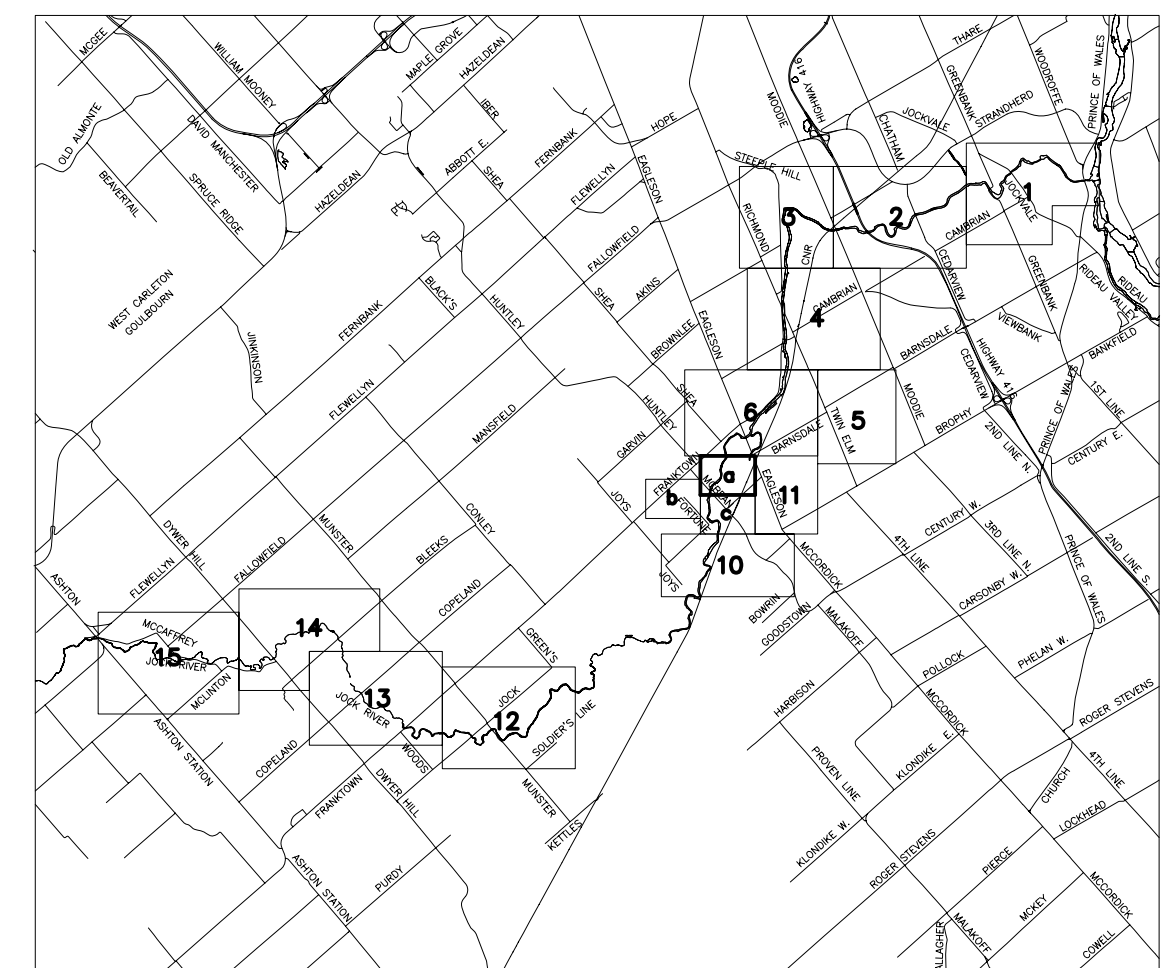 MCGEE
WILLIAM MOONEY
MAPLE GROVE
HAZELDEAN
THARE
WOODROFFE
PRINCE OF WALES
HIGHWAY 416
MOODIE
GREENBANK
STRANDHERD
JOCKVALE
CHATHAM
OLD ALMONTE
DAVID MANCHESTER
IBER
HOPE
FERNBANK
ABBOTT E.
SHEA
BEAVERTAIL
SPRUCE RIDGE
HAZELDEAN
FLEWELLYN
EAGLESON
STEEPLE HILL
RICHMOND
3
2
1
JOCKVALE
CAMBRIAN
CNR
FALLOWFIELD
WEST CARLETON
GOULBOURN
BLACK'S
HUNTLEY
SHEA
AKINS
CEDARVIEW
GREENBANK
RIDEAU
RIDEAU VALLEY
FERNBANK
CAMBRIAN
4
BROWNLEE
EAGLESON
BARNSDALE
VIEWBANK
BANKFIELD
JINKINSON
HIGHWAY 416
CEDARVIEW
PRINCE OF WALES
1ST LINE
FLEWELLYN
SHEA
HUNTLEY
MANSFIELD
GARVIN
6
BARNSDALE
TWIN ELM
5
MOODIE
BROPHY
2ND LINE N.
CENTURY E.
FRANKTOWN
a
b
c
FORTUNE
EAGLESON
11
JOYS
CENTURY W.
3RD LINE N.
4TH LINE
DYWER HILL
MUNSTER
CONLEY
BLEEKS
FALLOWFIELD
FLEWELLYN
ASHTON
COPELAND
10
JOYS
MCCORDICK
BOWRIN
GOODSTOWN
MALAKOFF
CARSONBY W.
PRINCE OF WALES
2ND LINE S.
MCCAFFREY
15
JOCK RIVER
MCLINTON
14
13
JOCK RIVER
GREEN'S
JOCK
12
SOLDIER'S LINE
POLLOCK
PHELAN W.
HARBISON
MCCORDICK
ROGER STEVENS
ASHTON STATION
COPELAND
WOODS
DWYER HILL
FRANKTOWN
MUNSTER
KETTLES
PROVEN LINE
KLONDIKE E.
CHURCH
4TH LINE
LOCKHEAD
KLONDIKE W.
ROGER STEVENS
PIERCE
ASHTON STATION
PURDY
MCKEY
MCCORDICK
MALAKOFF
COWELL